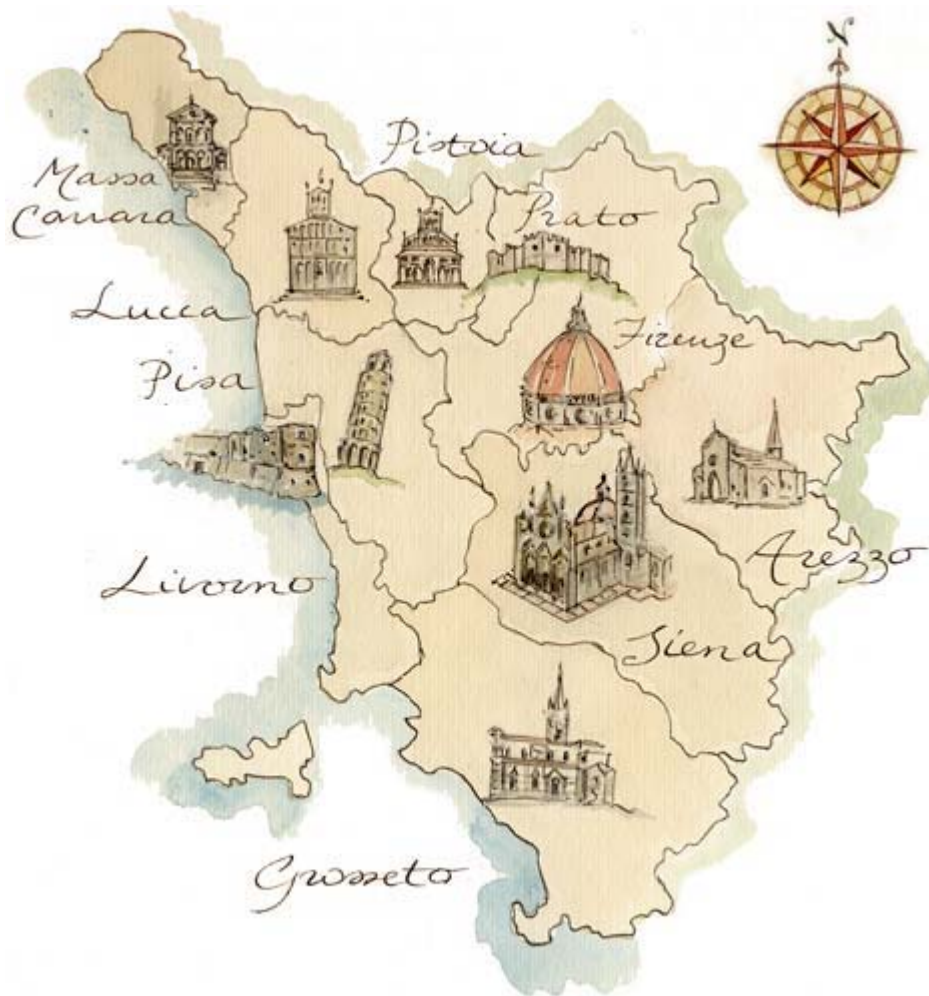 N
Pistoia
Massa
Carrara
Prato
Lucca
Firenze
Pisa
Arezzo
Livorno
Siena
Grosseto